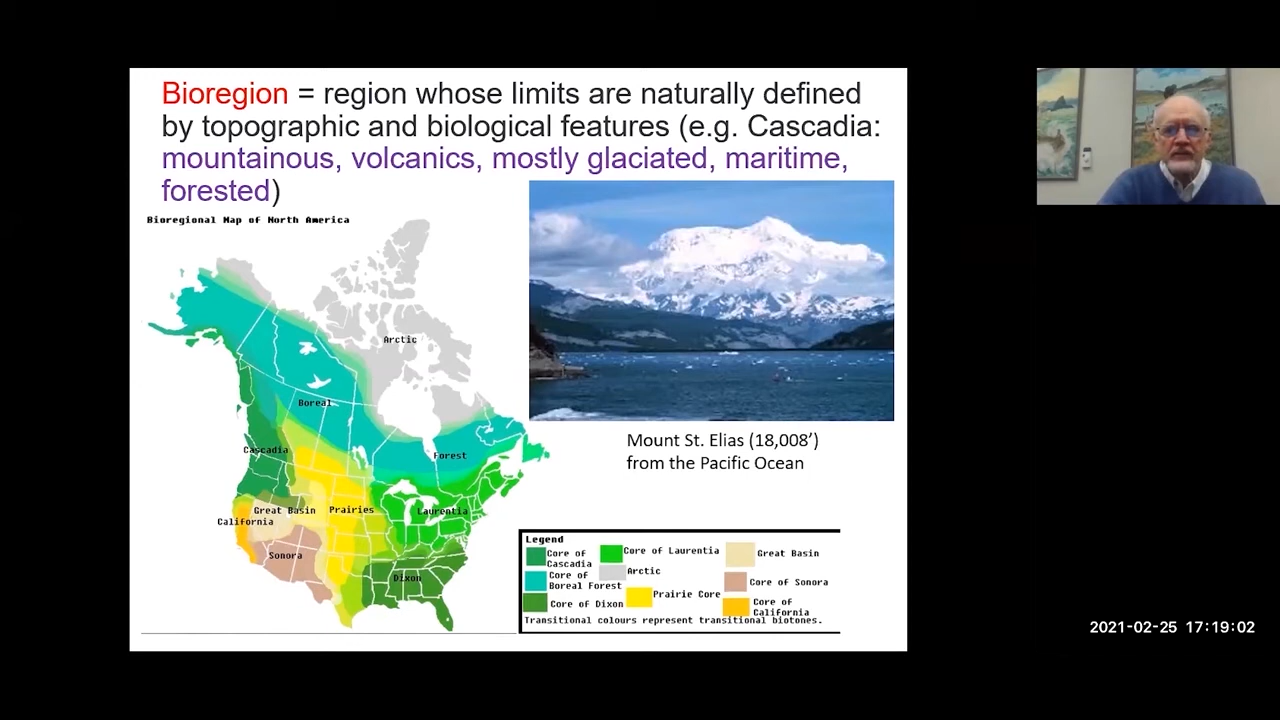 Bioregion = region whose limits are naturally defined
by topographic and biological features (e.g. Cascadia:
mountainous, volcanics, mostly glaciated, maritime,
forested)
Bioregional Map of North America
Arctic
Boreal
Cascadia
Forest
Great Basin
Prairies
Laurentia
California
Sonora
Dixon
Mount St. Elias (18,008’)
from the Pacific Ocean
Legend
Core of
Cascadia
Core of
Boreal Forest
Core of Dixon
Core of Laurentia
Arctic
Prairie Core
Great Basin
Core of Sonora
Core of
California
Transitional colours represent transitional biotones.
2021-02-25 17:19:02